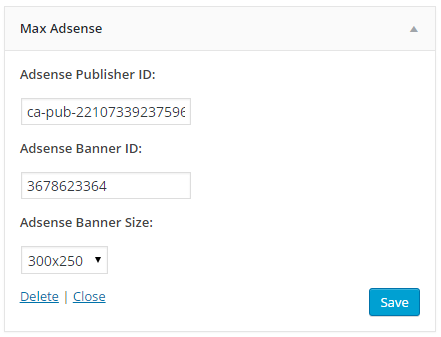 Max Adsense
Adsense Publisher ID:
ca-pub-22107339237596
Adsense Banner ID:
3678623364
Adsense Banner Size:
300x250
Delete | Close
Save